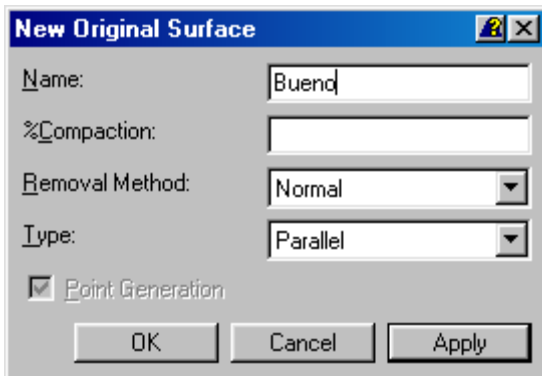 New Original Surface
Name: Bueno
%Compaction:
Removal Method: Normal
Type: Parallel
Point Generation
OK Cancel Apply